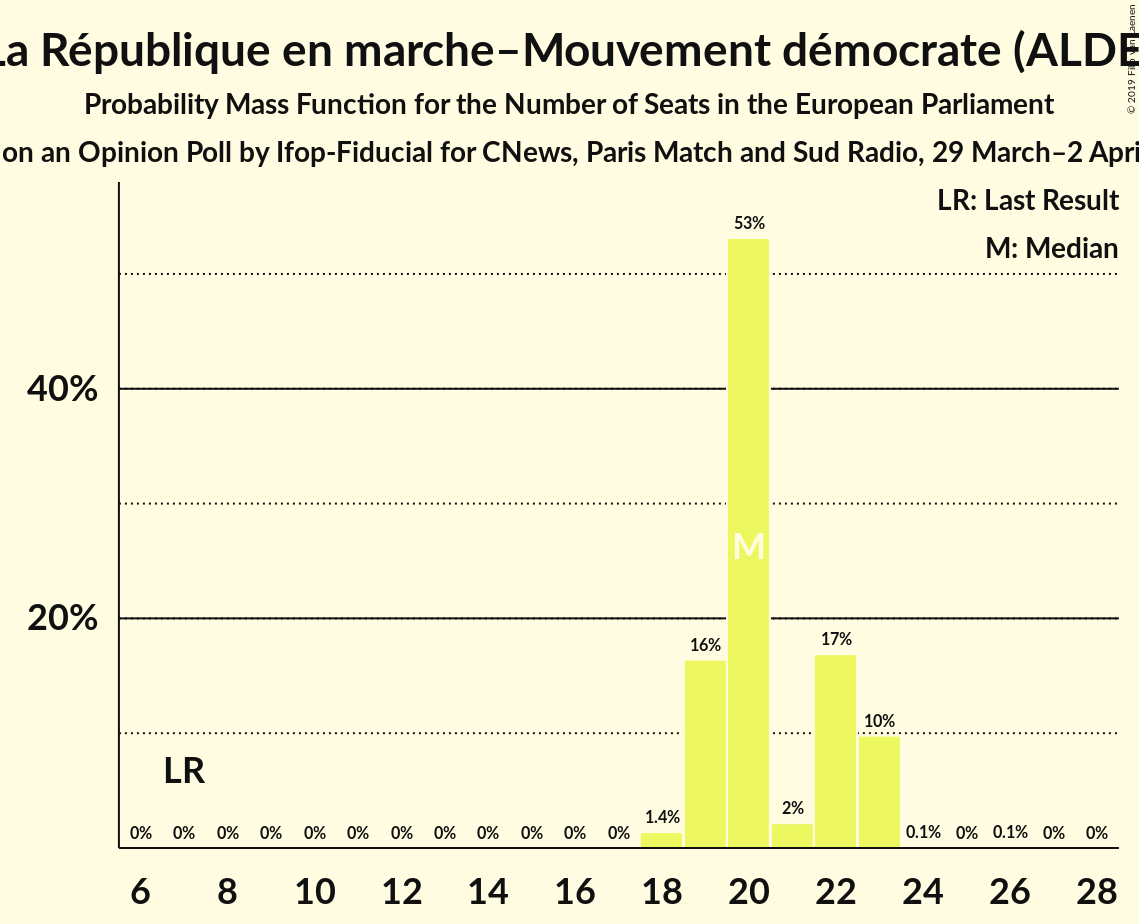 La République en marche–Mouvement démocrate (ALDE
Probability Mass Function for the Number of Seats in the European Parliament
on an Opinion Poll by Ifop-Fiducial for CNews, Paris Match and Sud Radio, 29 March–2 Apri
© 2019 Filip van Laenen
LR: Last Result
M: Median
53%
40%
M
20%
16%
17%
10%
LR
1.4%
2%
0% 0% 0% 0% 0% 0% 0% 0% 0% 0% 0% 0% 0.1% 0% 0.1% 0% 0%
6 8 10 12 14 16 18 20 22 24 26 28